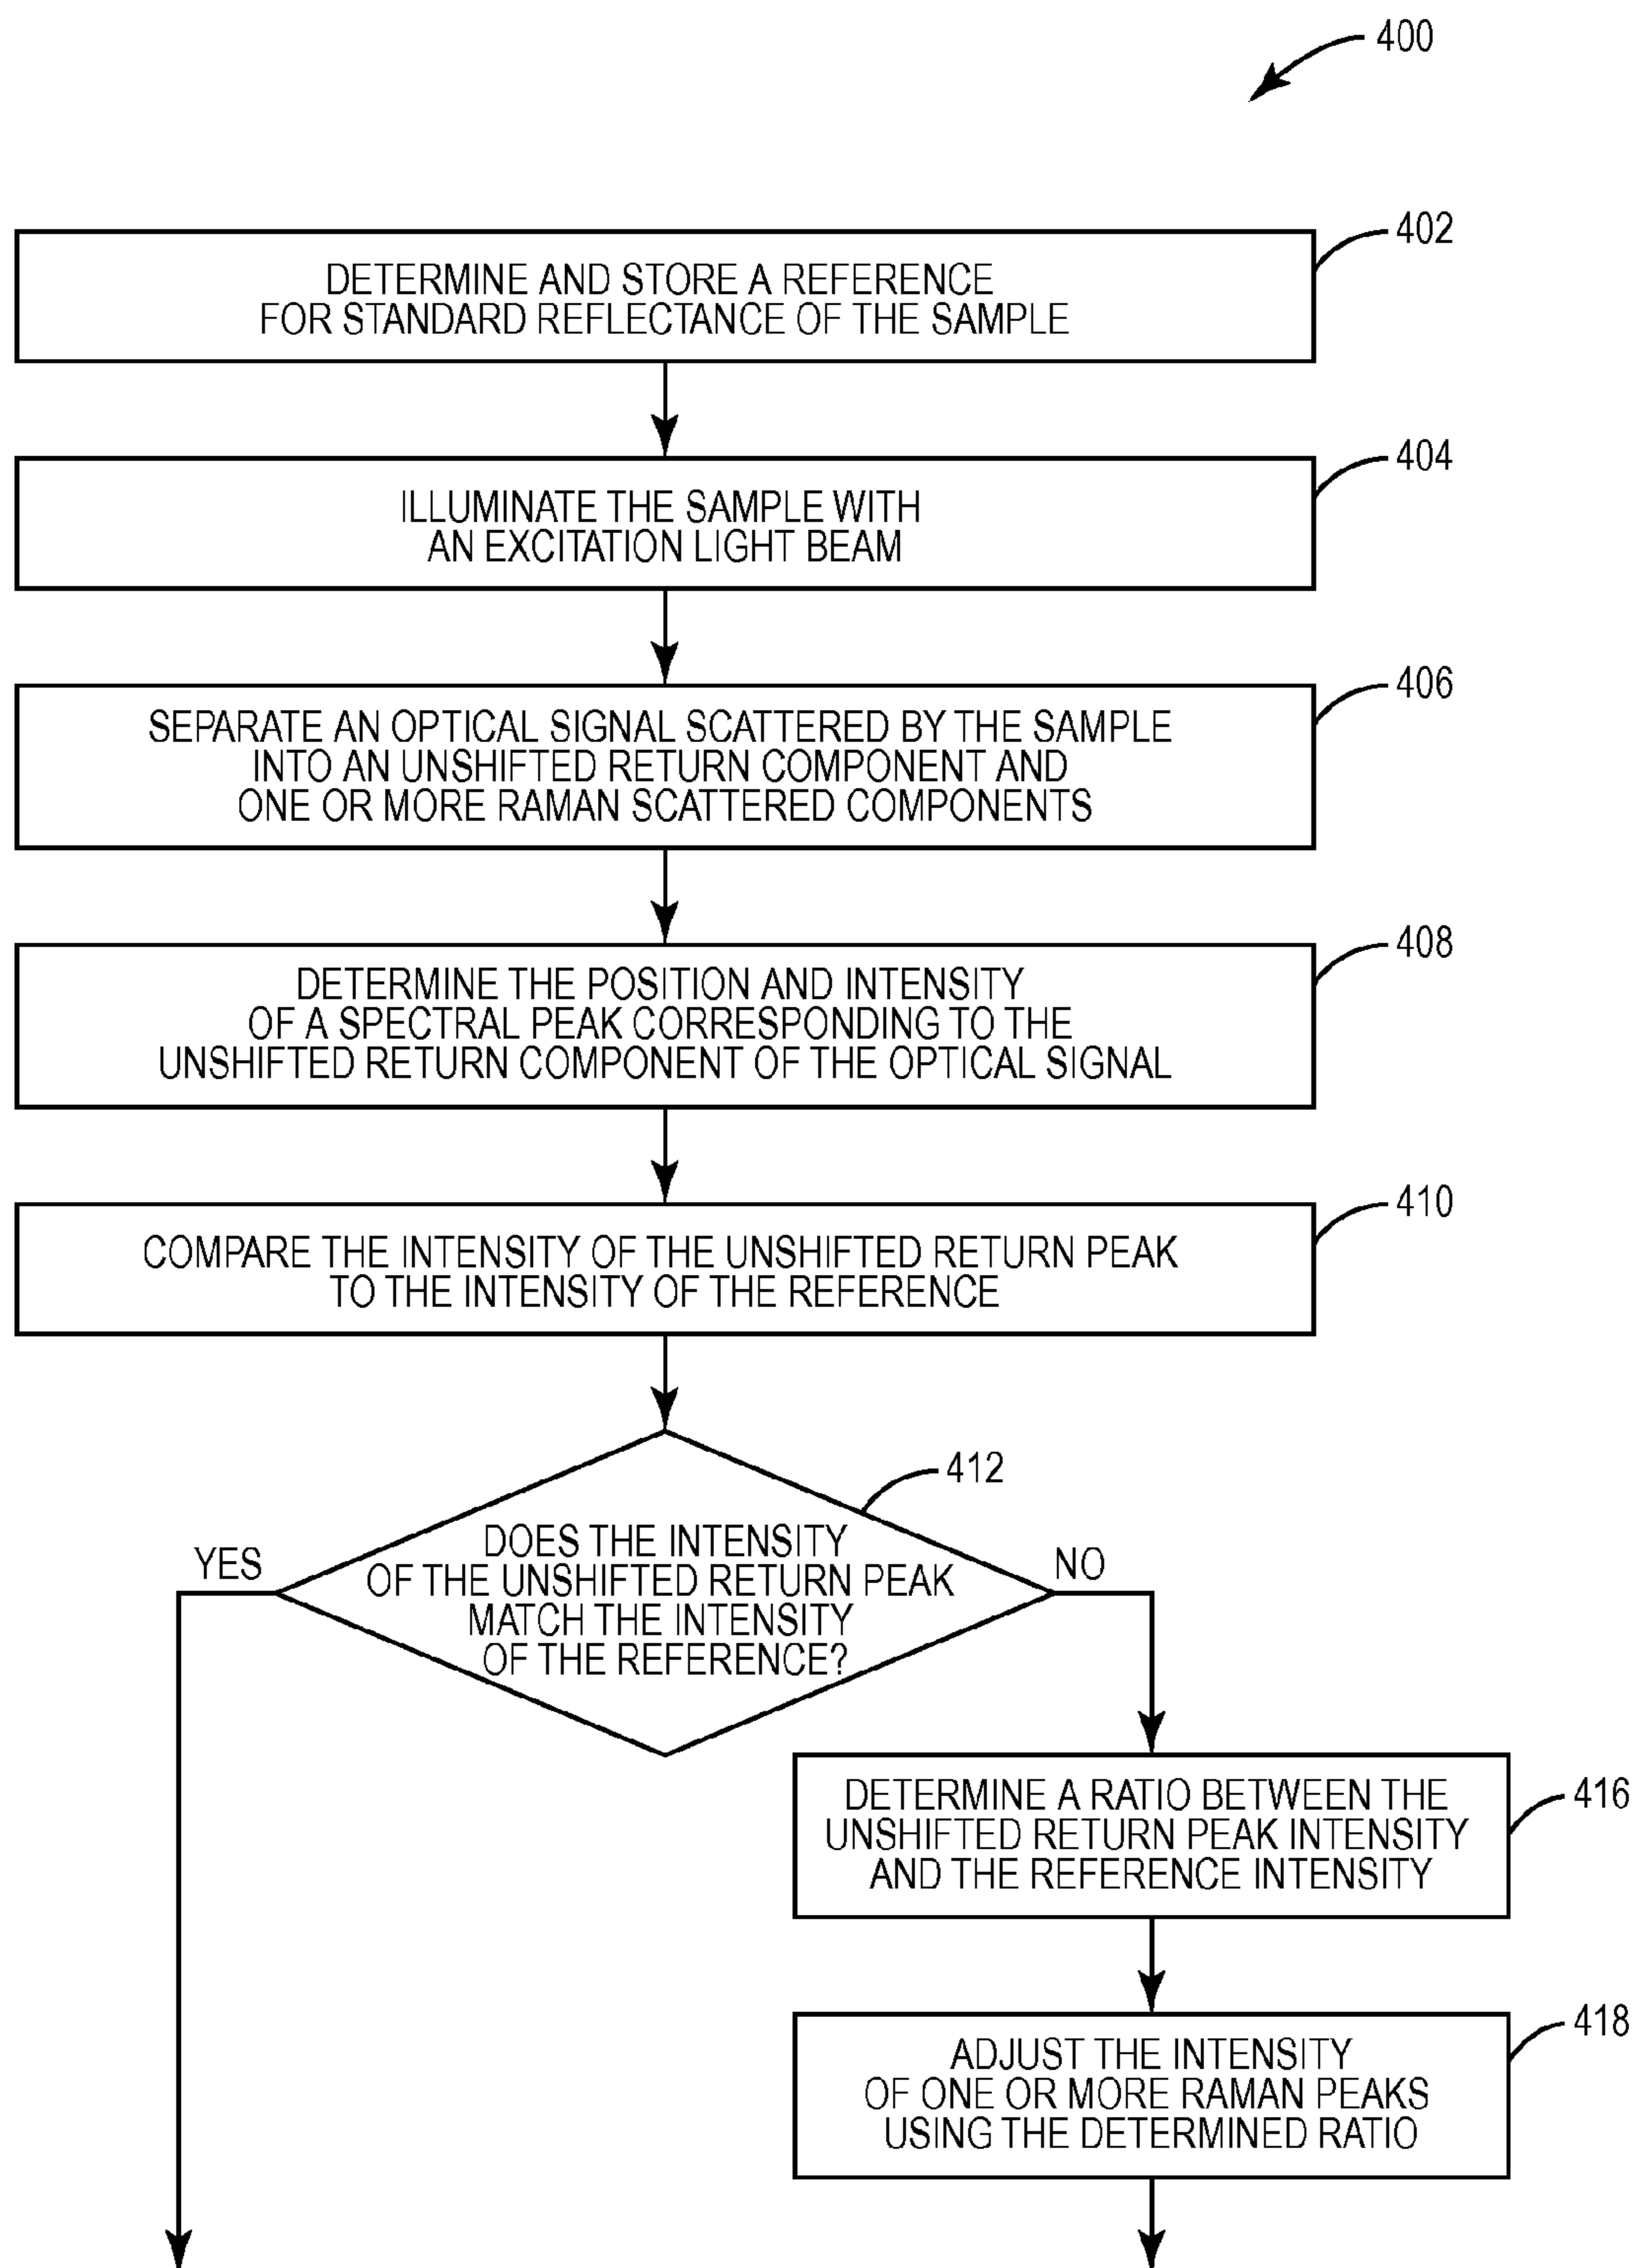 400
402
DETERMINE AND STORE A REFERENCE
FOR STANDARD REFLECTANCE OF THE SAMPLE
404
ILLUMINATE THE SAMPLE WITH
AN EXCITATION LIGHT BEAM
406
SEPARATE AN OPTICAL SIGNAL SCATTERED BY THE SAMPLE
INTO AN UNSHIFTED RETURN COMPONENT AND
ONE OR MORE RAMAN SCATTERED COMPONENTS
408
DETERMINE THE POSITION AND INTENSITY
OF A SPECTRAL PEAK CORRESPONDING TO THE
UNSHIFTED RETURN COMPONENT OF THE OPTICAL SIGNAL
410
COMPARE THE INTENSITY OF THE UNSHIFTED RETURN PEAK
TO THE INTENSITY OF THE REFERENCE
412
DOES THE INTENSITY
OF THE UNSHIFTED RETURN PEAK
MATCH THE INTENSITY
OF THE REFERENCE?
YES
NO
416
DETERMINE A RATIO BETWEEN THE
UNSHIFTED RETURN PEAK INTENSITY
AND THE REFERENCE INTENSITY
418
ADJUST THE INTENSITY
OF ONE OR MORE RAMAN PEAKS
USING THE DETERMINED RATIO